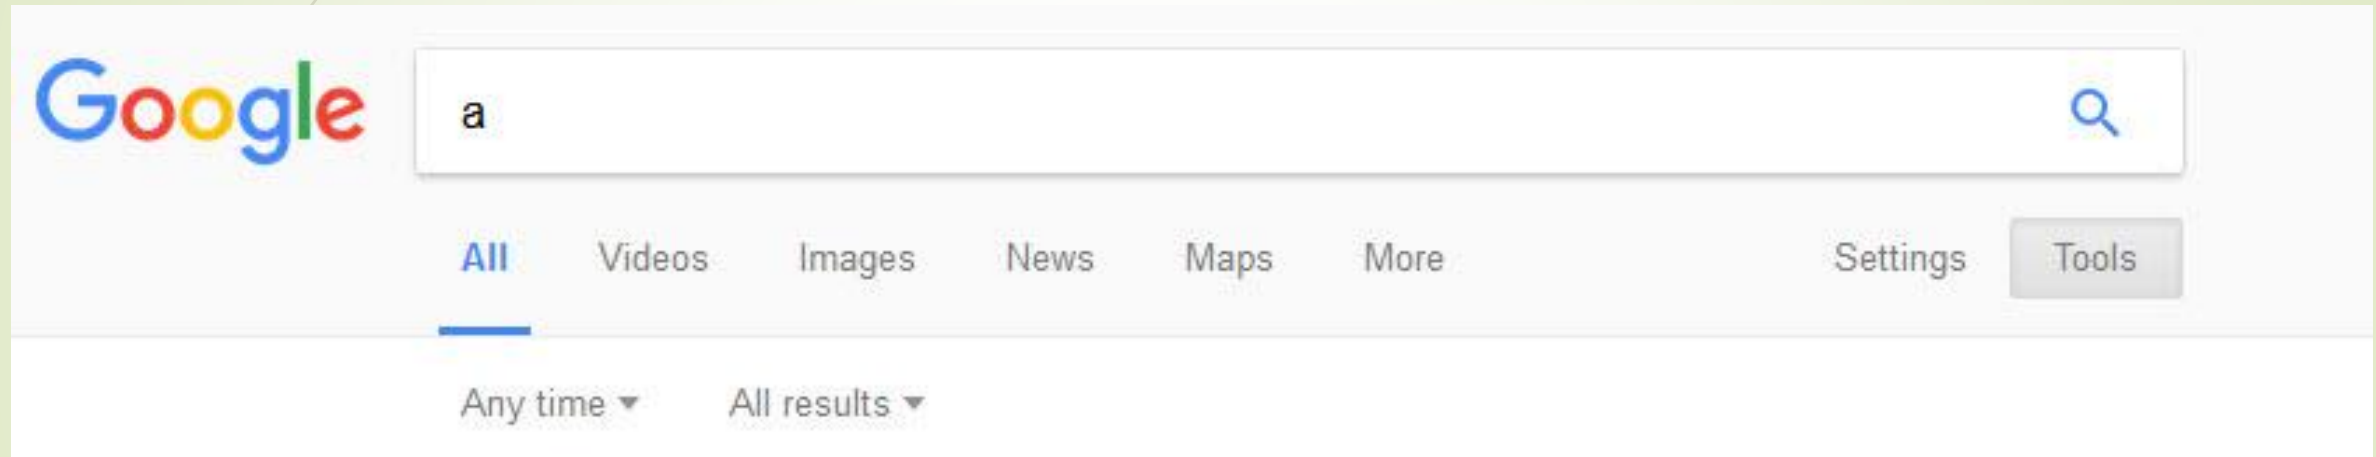 Google a
All Videos Images News Maps More Settings Tools
Any time All results